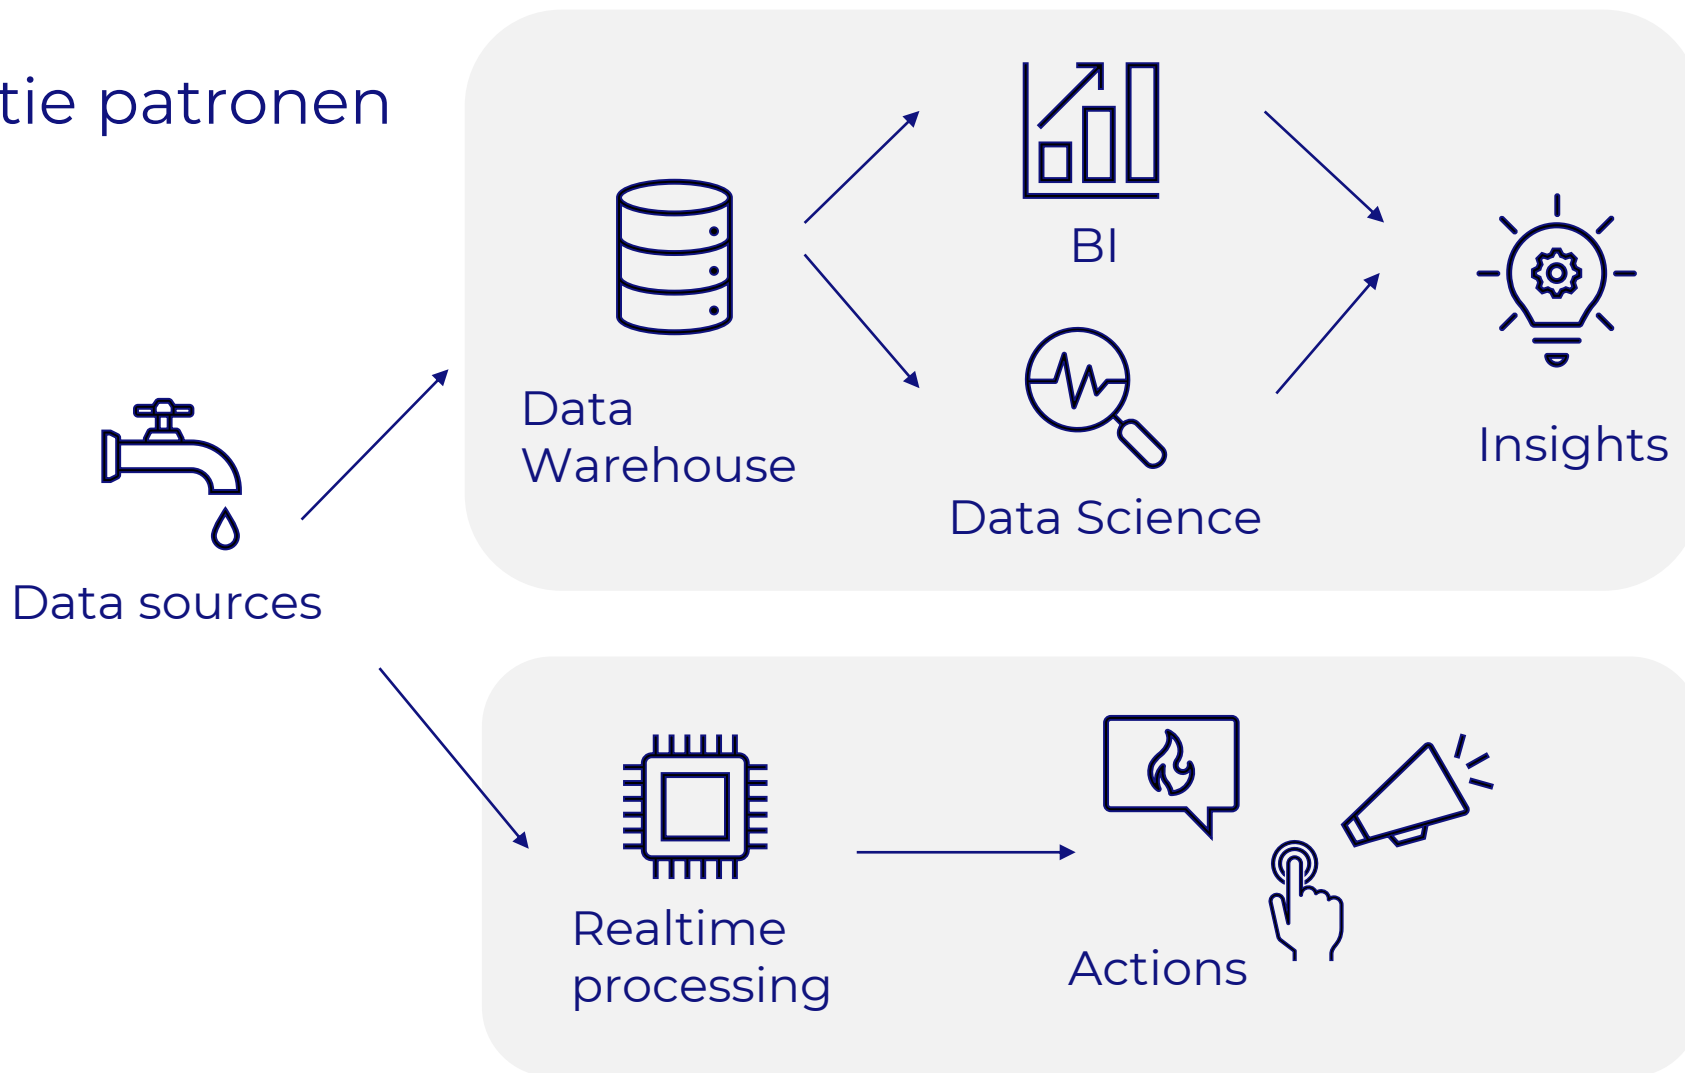 tie patronen
BI
Data
Warehouse
Insights
Data Science
Data sources
Realtime
processing
Actions